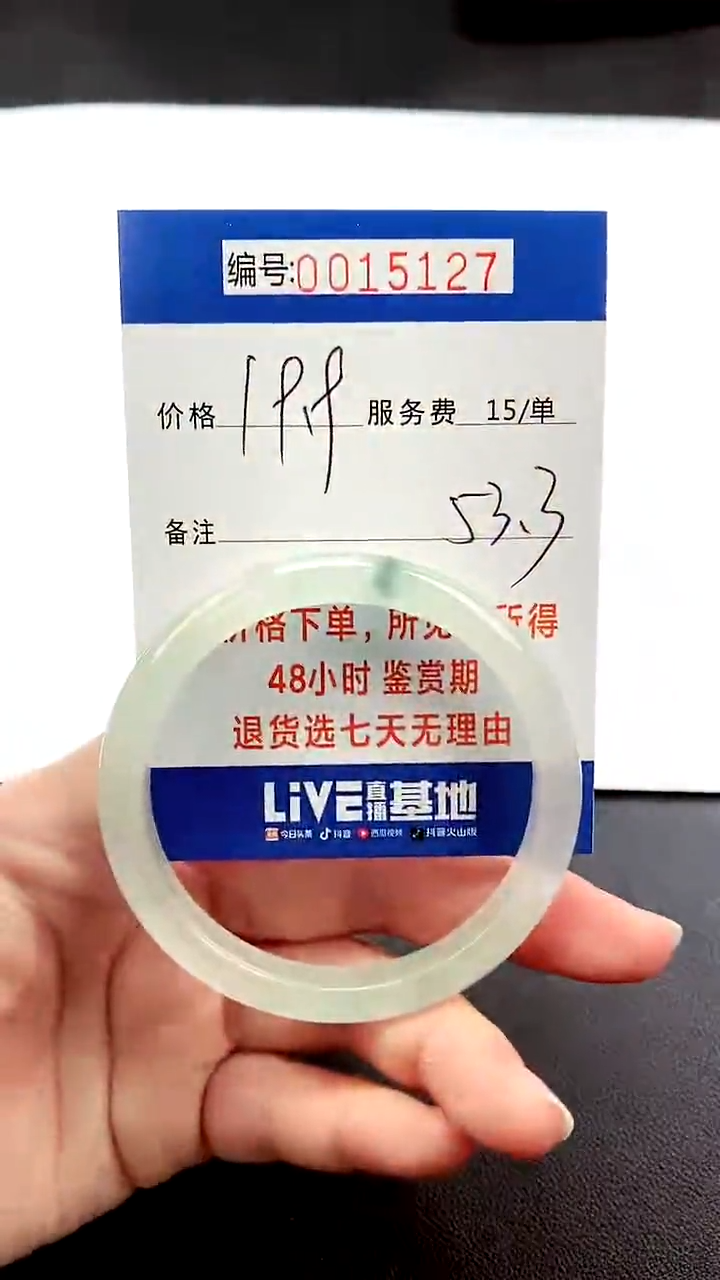 编号:0015127
价格 19.9 服务费 15/单
备注 53.3
价格下单，所见 所得
48小时 鉴赏期
退货选七天无理由
LiVE直播基地
今日头条 抖音 西瓜视频 抖音火山版